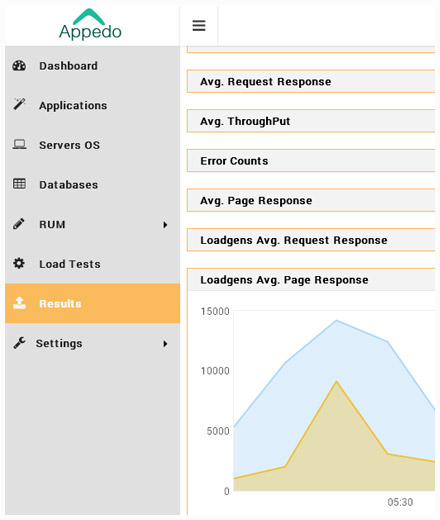 Appedo
Dashboard
Applications
Servers OS
Databases
RUM
Load Tests
Results
Settings
Avg. Request Response
Avg. ThroughPut
Error Counts
Avg. Page Response
Loadgens Avg. Request Response
Loadgens Avg. Page Response
15000
10000
5000
0
05:30